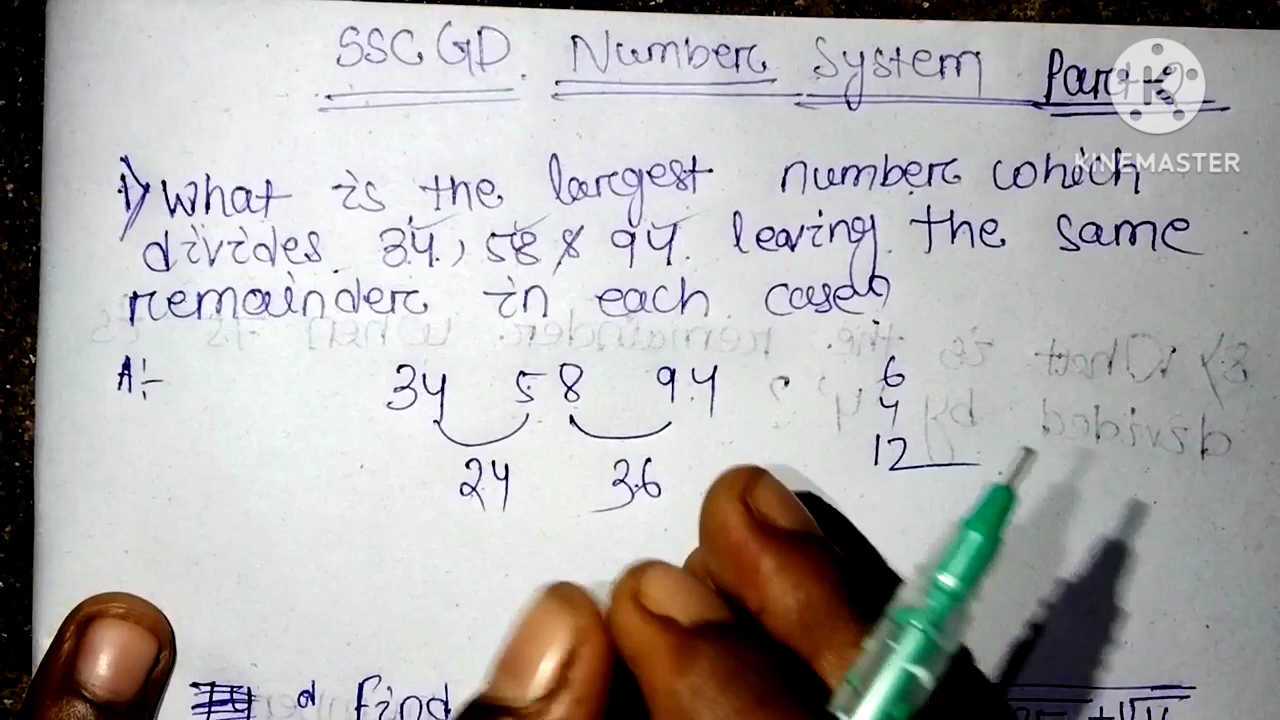 SSC GD Number System Part
KINEMASTER
1) What is the largest number which
divides 34, 58 & 94 leaving the same
remainder in each case?
A:- 34 58 94
6
4
12
24 36
Find